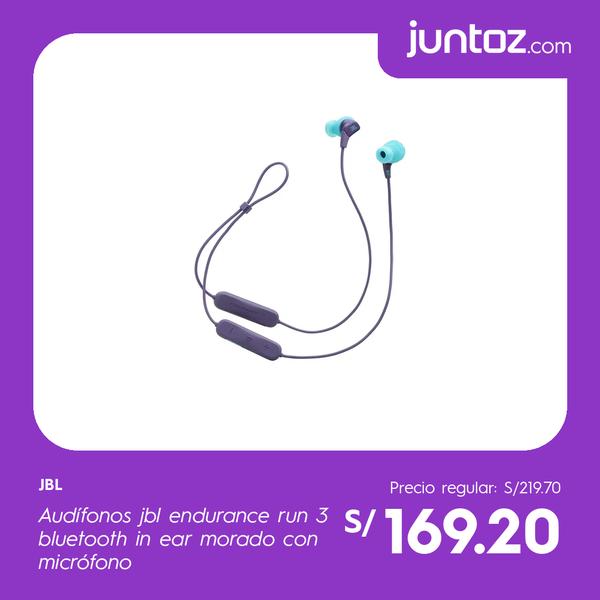 juntoz.com
JBL
Audífonos jbl endurance run 3
bluetooth in ear morado con
micrófono
Precio regular: S/219.70
S/169.20